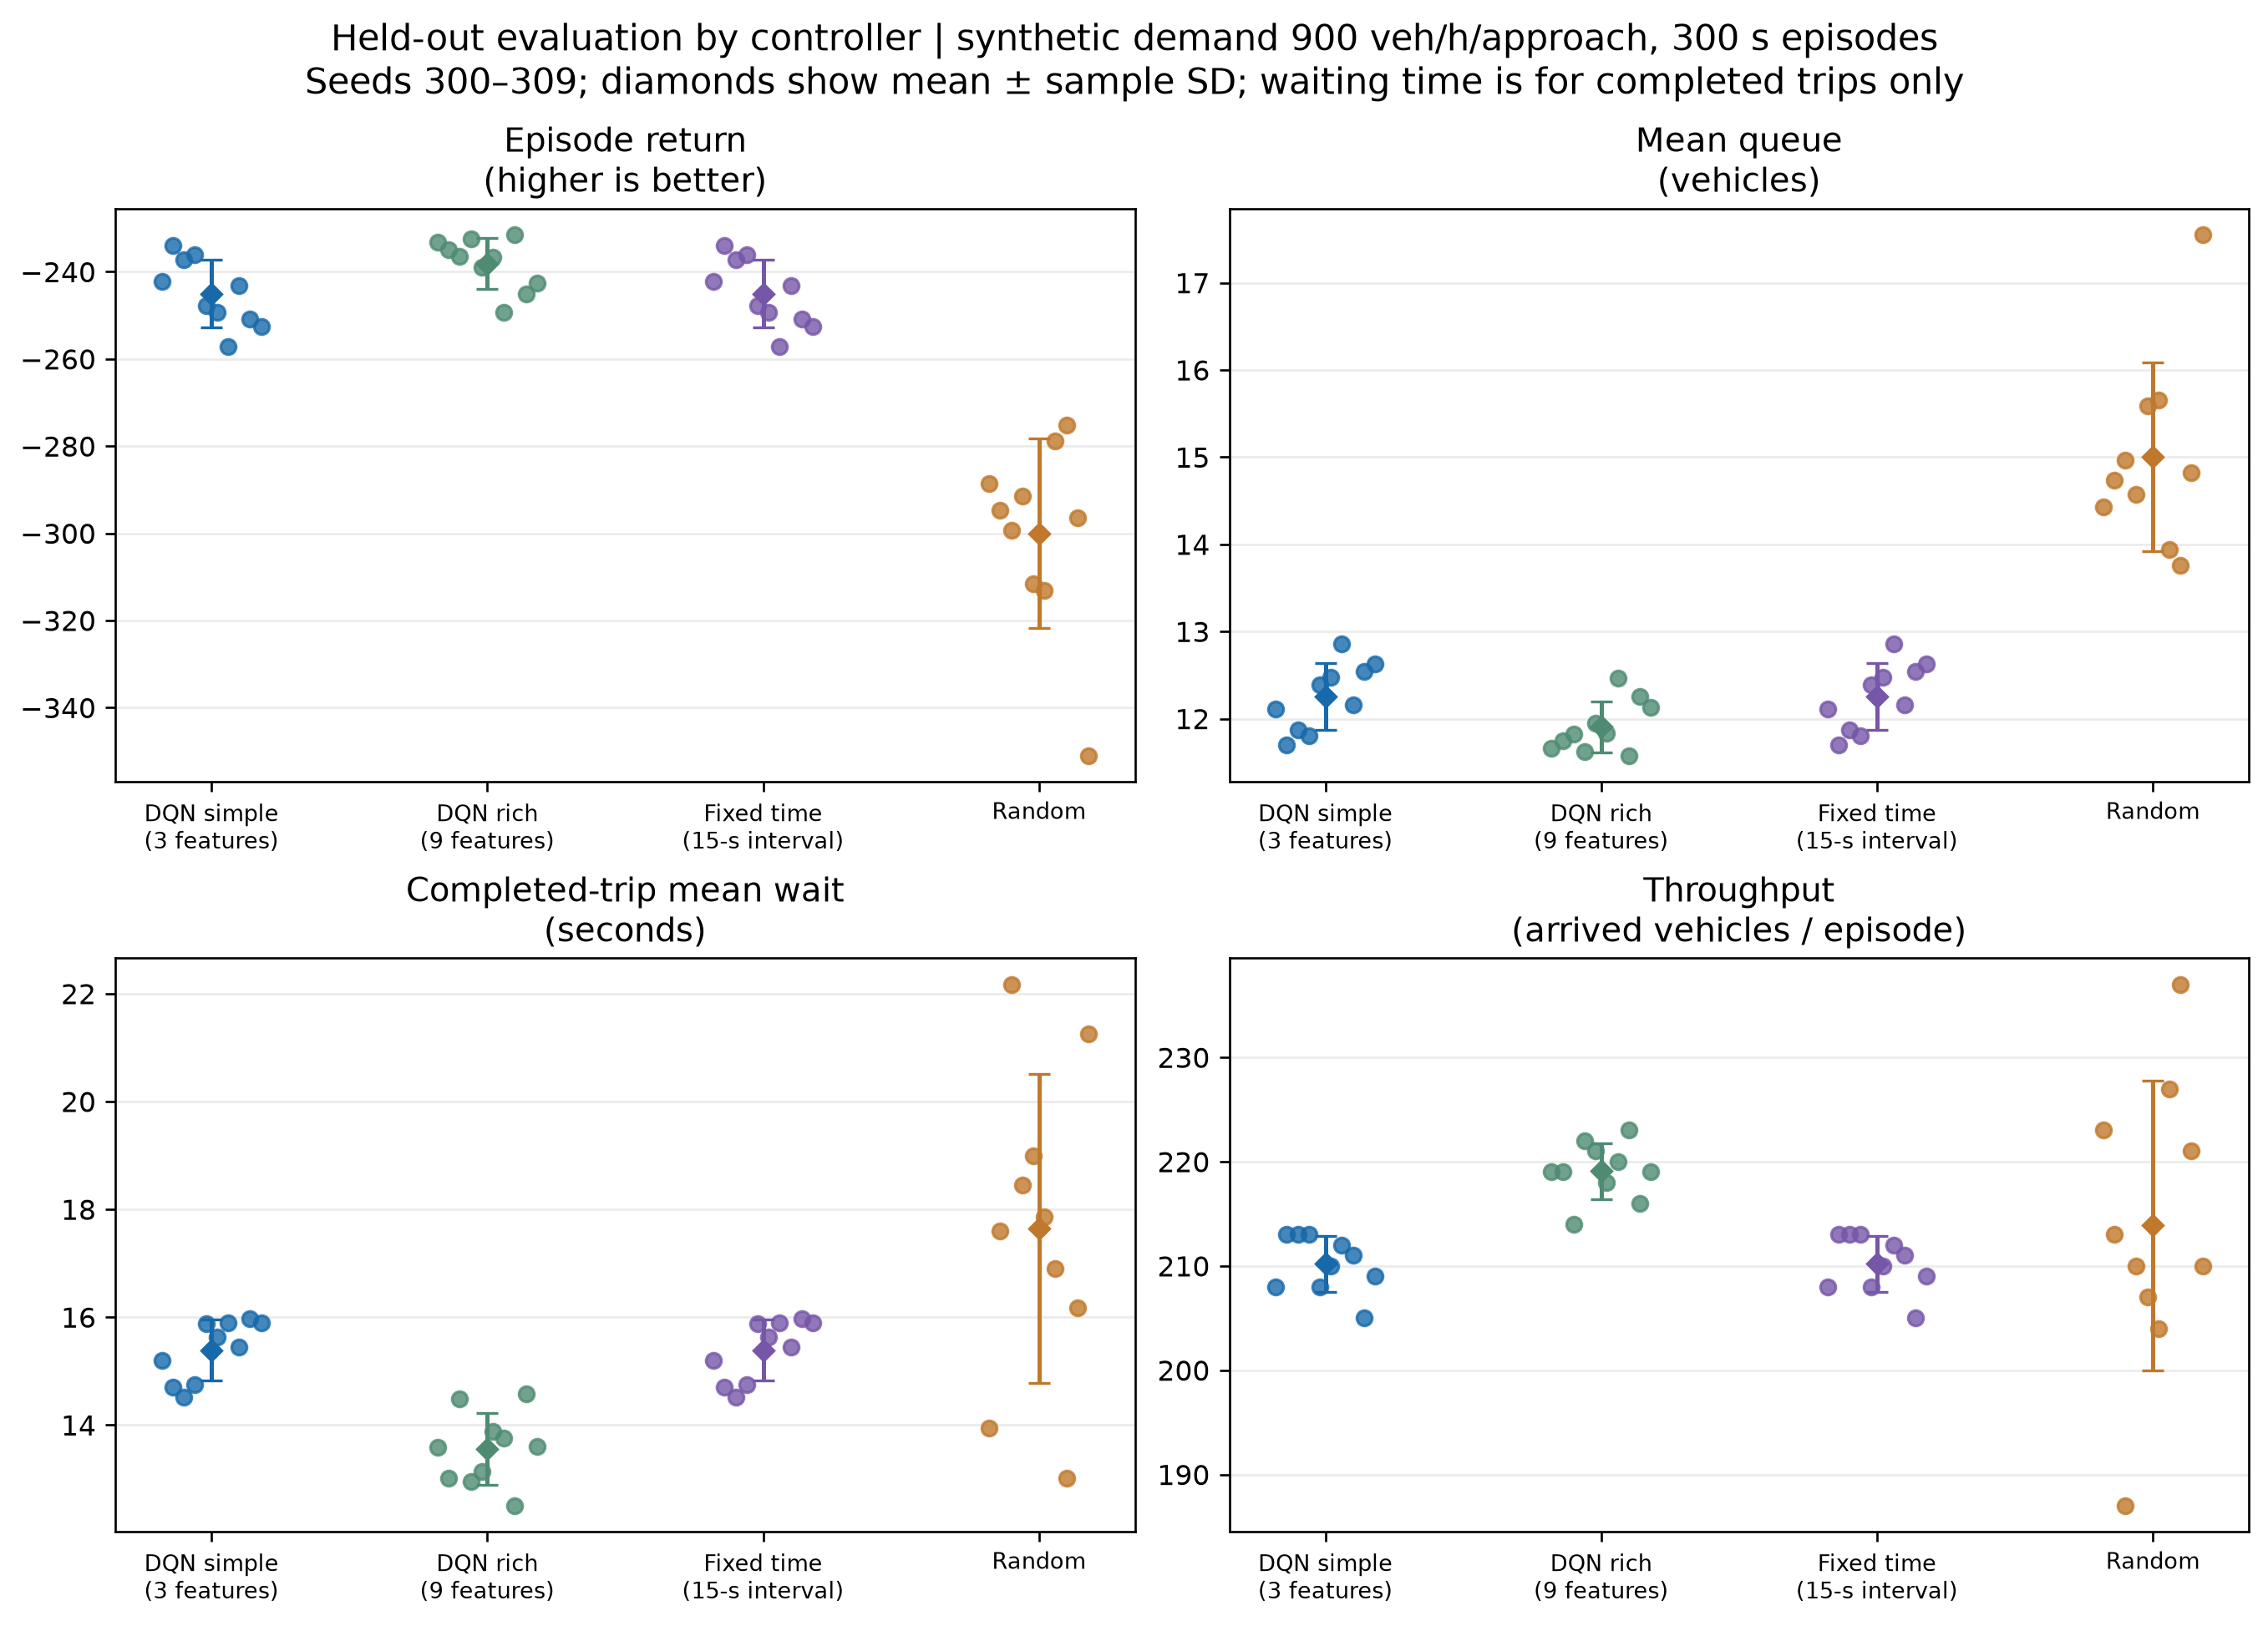 Held-out evaluation by controller | synthetic demand 900 veh/h/approach, 300 s episodes
Seeds 300–309; diamonds show mean ± sample SD; waiting time is for completed trips only
Episode return
(higher is better)
−240
−260
−280
−300
−320
−340
DQN simple
(3 features)
DQN rich
(9 features)
Fixed time
(15-s interval)
Random
Mean queue
(vehicles)
17
16
15
14
13
12
DQN simple
(3 features)
DQN rich
(9 features)
Fixed time
(15-s interval)
Random
Completed-trip mean wait
(seconds)
22
20
18
16
14
DQN simple
(3 features)
DQN rich
(9 features)
Fixed time
(15-s interval)
Random
Throughput
(arrived vehicles / episode)
230
220
210
200
190
DQN simple
(3 features)
DQN rich
(9 features)
Fixed time
(15-s interval)
Random